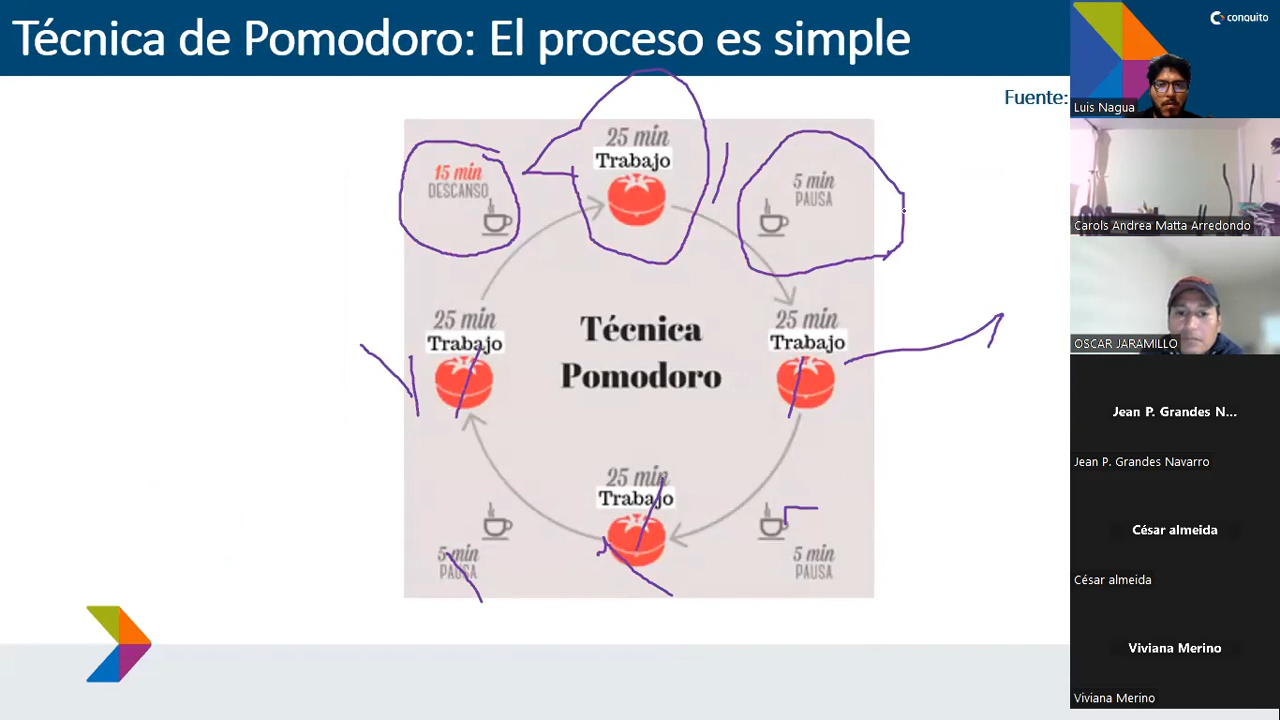 Técnica de Pomodoro: El proceso es simple
conquito
Fuente:
Luis Nagua
25 min
Trabajo
15 min
DESCANSO
5 min
PAUSA
Carols Andrea Matta Arredondo
25 min
Trabajo
Técnica
Pomodoro
25 min
Trabajo
OSCAR JARAMILLO
Jean P. Grandes N...
Jean P. Grandes Navarro
25 min
Trabajo
5 min
PAUSA
5 min
PAUSA
César almeida
César almeida
Viviana Merino
Viviana Merino